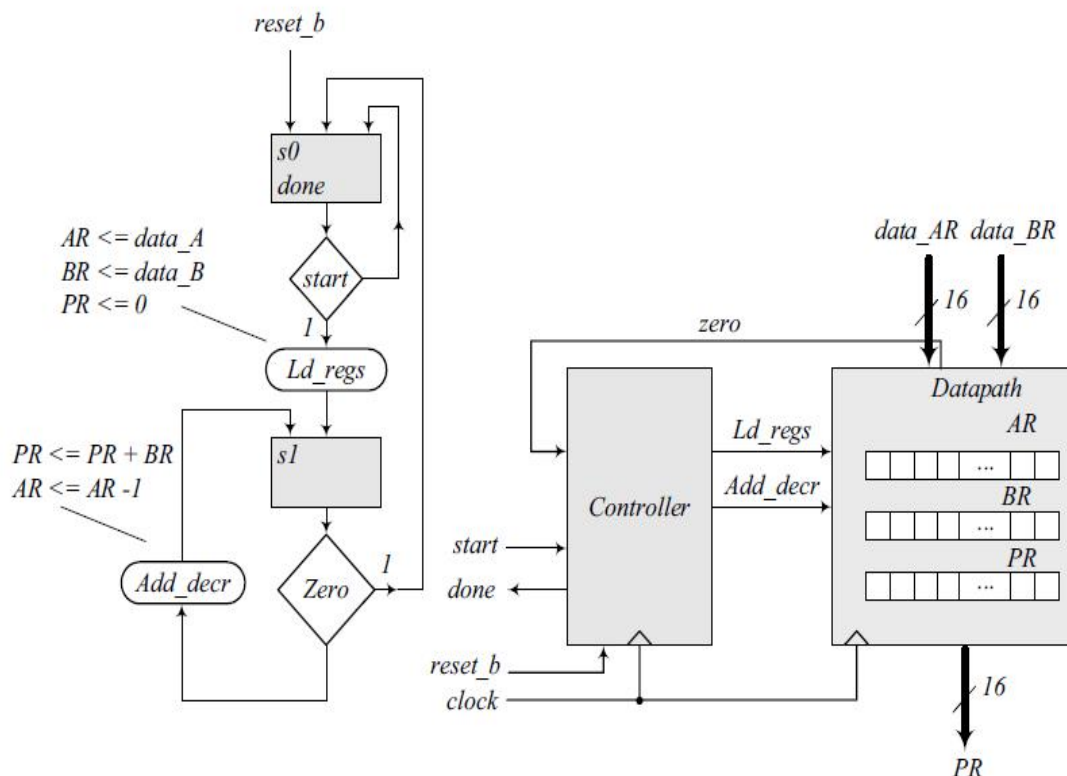 reset_b
s0
done
AR <= data_A
BR <= data_B
PR <= 0
start
1
Ld_regs
s1
PR <= PR + BR
AR <= AR -1
Zero
1
Add_decr
data_AR data_BR
16 16
zero
Datapath
AR
...
BR
...
PR
...
Ld_regs
Add_decr
Controller
start
done
reset_b
clock
16
PR